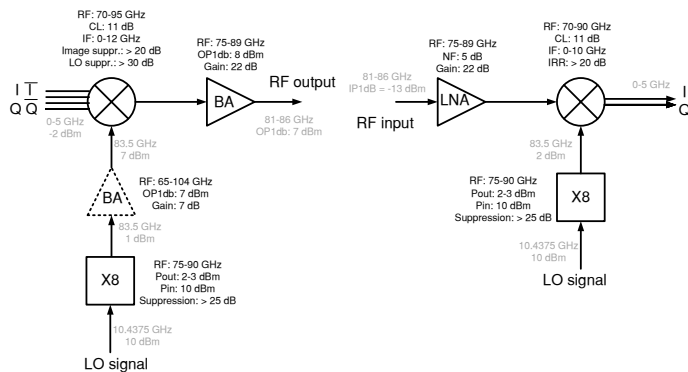 RF: 70-95 GHz
CL: 11 dB
IF: 0-12 GHz
Image suppr.: > 20 dB
LO suppr.: > 30 dB
I I
Q Q
0-5 GHz
-2 dBm
RF: 75-89 GHz
OP1db: 8 dBm
Gain: 22 dB
BA
RF output
81-86 GHz
OP1db: 7 dBm
83.5 GHz
7 dBm
BA
RF: 65-104 GHz
OP1db: 7 dBm
Gain: 7 dB
83.5 GHz
1 dBm
X8
RF: 75-90 GHz
Pout: 2-3 dBm
Pin: 10 dBm
Suppression: > 25 dB
10.4375 GHz
10 dBm
LO signal
81-86 GHz
IP1dB = -13 dBm
RF input
RF: 75-89 GHz
NF: 5 dB
Gain: 22 dB
LNA
RF: 70-90 GHz
CL: 11 dB
IF: 0-10 GHz
IRR: > 20 dB
0-5 GHz
I
Q
83.5 GHz
2 dBm
RF: 75-90 GHz
Pout: 2-3 dBm
Pin: 10 dBm
Suppression: > 25 dB
X8
10.4375 GHz
10 dBm
LO signal